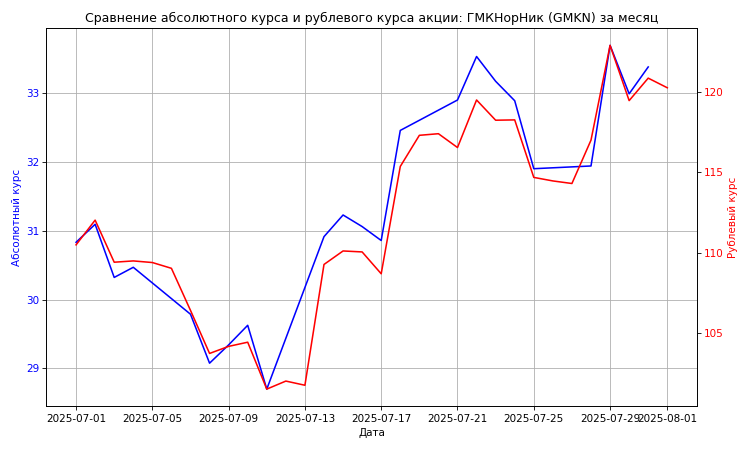 Сравнение абсолютного курса и рублевого курса акции: ГМКНорНик (GMKN) за месяц
Абсолютный курс
33
32
31
30
29
120
115
110
105
Рублевый курс
2025-07-01 2025-07-05 2025-07-09 2025-07-13 2025-07-17 2025-07-21 2025-07-25 2025-07-29 2025-08-01
Дата